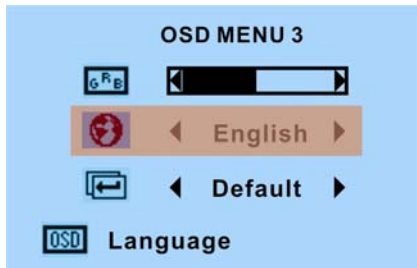 OSD MENU 3
GRB
English
Default
OSD Language